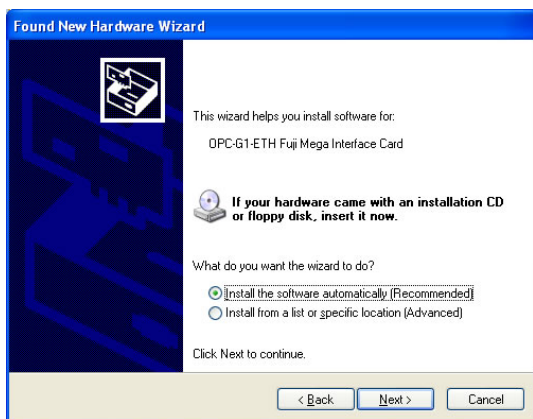 Found New Hardware Wizard
This wizard helps you install software for:
OPC-G1-ETH Fuji Mega Interface Card
If your hardware came with an installation CD
or floppy disk, insert it now.
What do you want the wizard to do?
Install the software automatically (Recommended)
Install from a list or specific location (Advanced)
Click Next to continue.
< Back
Next >
Cancel